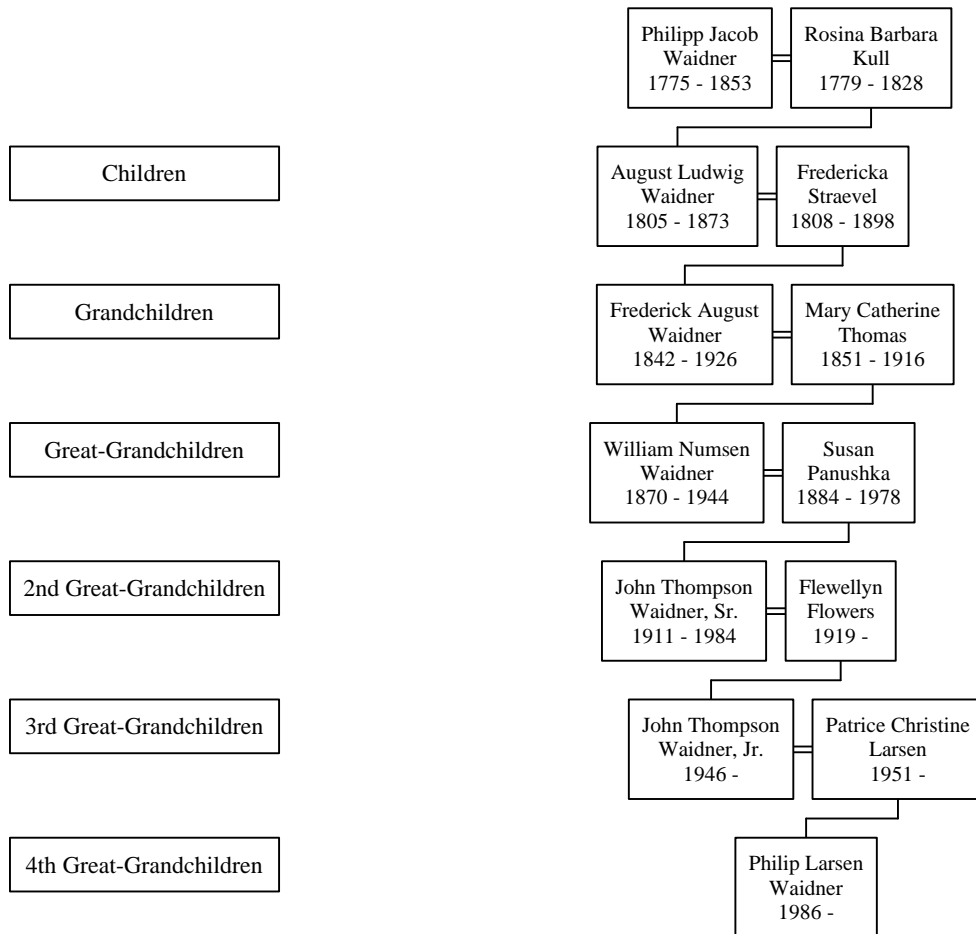 Philipp Jacob
Waidner
1775 - 1853
Rosina Barbara
Kull
1779 - 1828
Children
August Ludwig
Waidner
1805 - 1873
Fredericka
Straevel
1808 - 1898
Grandchildren
Frederick August
Waidner
1842 - 1926
Mary Catherine
Thomas
1851 - 1916
Great-Grandchildren
William Numsen
Waidner
1870 - 1944
Susan
Panushka
1884 - 1978
2nd Great-Grandchildren
John Thompson
Waidner, Sr.
1911 - 1984
Flewellyn
Flowers
1919 -
3rd Great-Grandchildren
John Thompson
Waidner, Jr.
1946 -
Patrice Christine
Larsen
1951 -
4th Great-Grandchildren
Philip Larsen
Waidner
1986 -